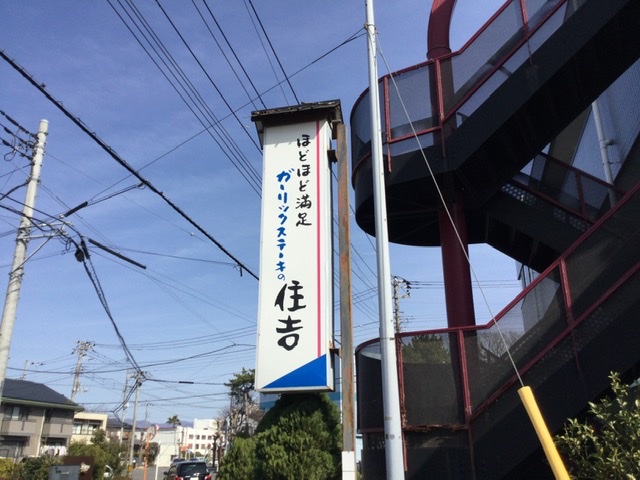 ほどほど満足
ガーリックステーキの
住吉